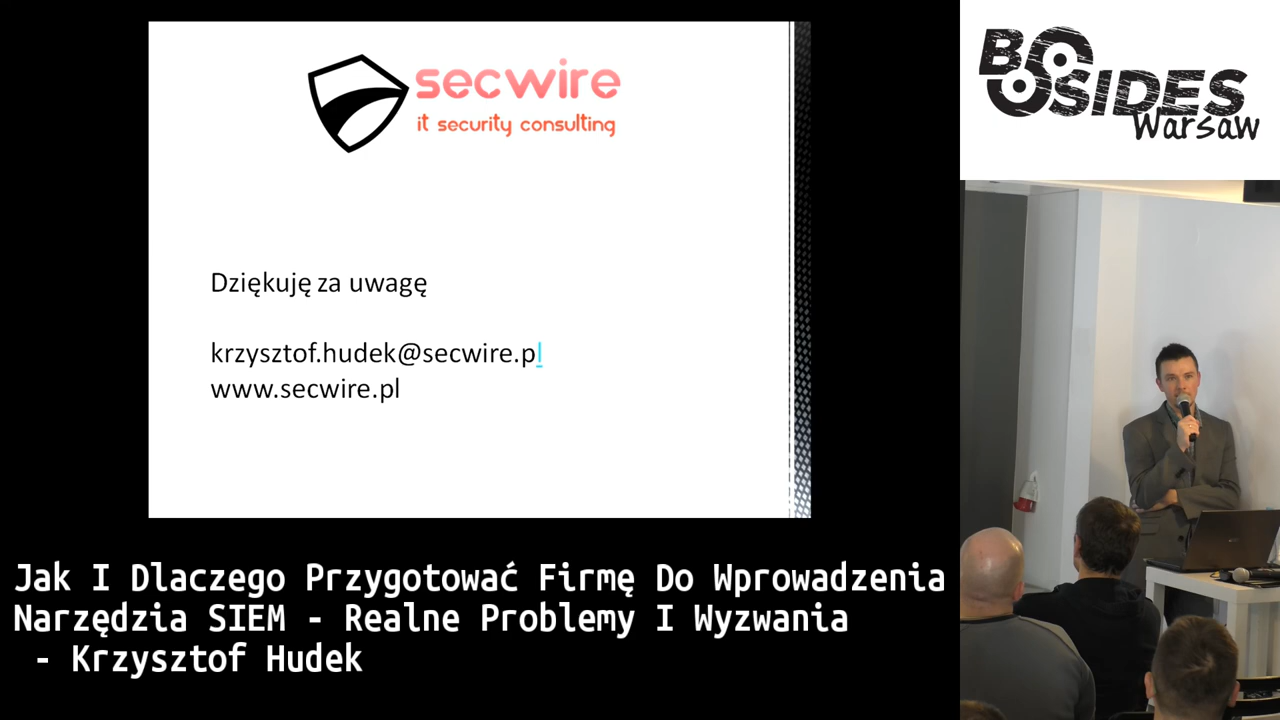 secwire
it security consulting
Dziękuję za uwagę
krzysztof.hudek@secwire.pl
www.secwire.pl
BSIDES
Warsaw
Jak I Dlaczego Przygotować Firmę Do Wprowadzenia
Narzędzia SIEM - Realne Problemy I Wyzwania
- Krzysztof Hudek